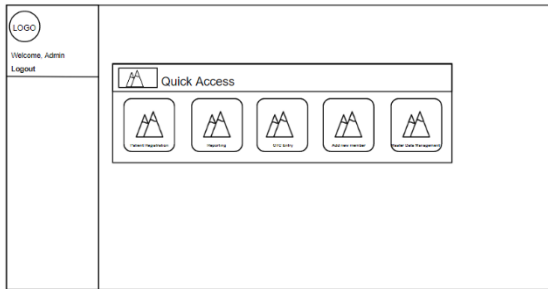 LOGO
Welcome, Admin
Logout
Quick Access
Patient Registration
Reporting
OTC Entry
Add new member
Master Data Management